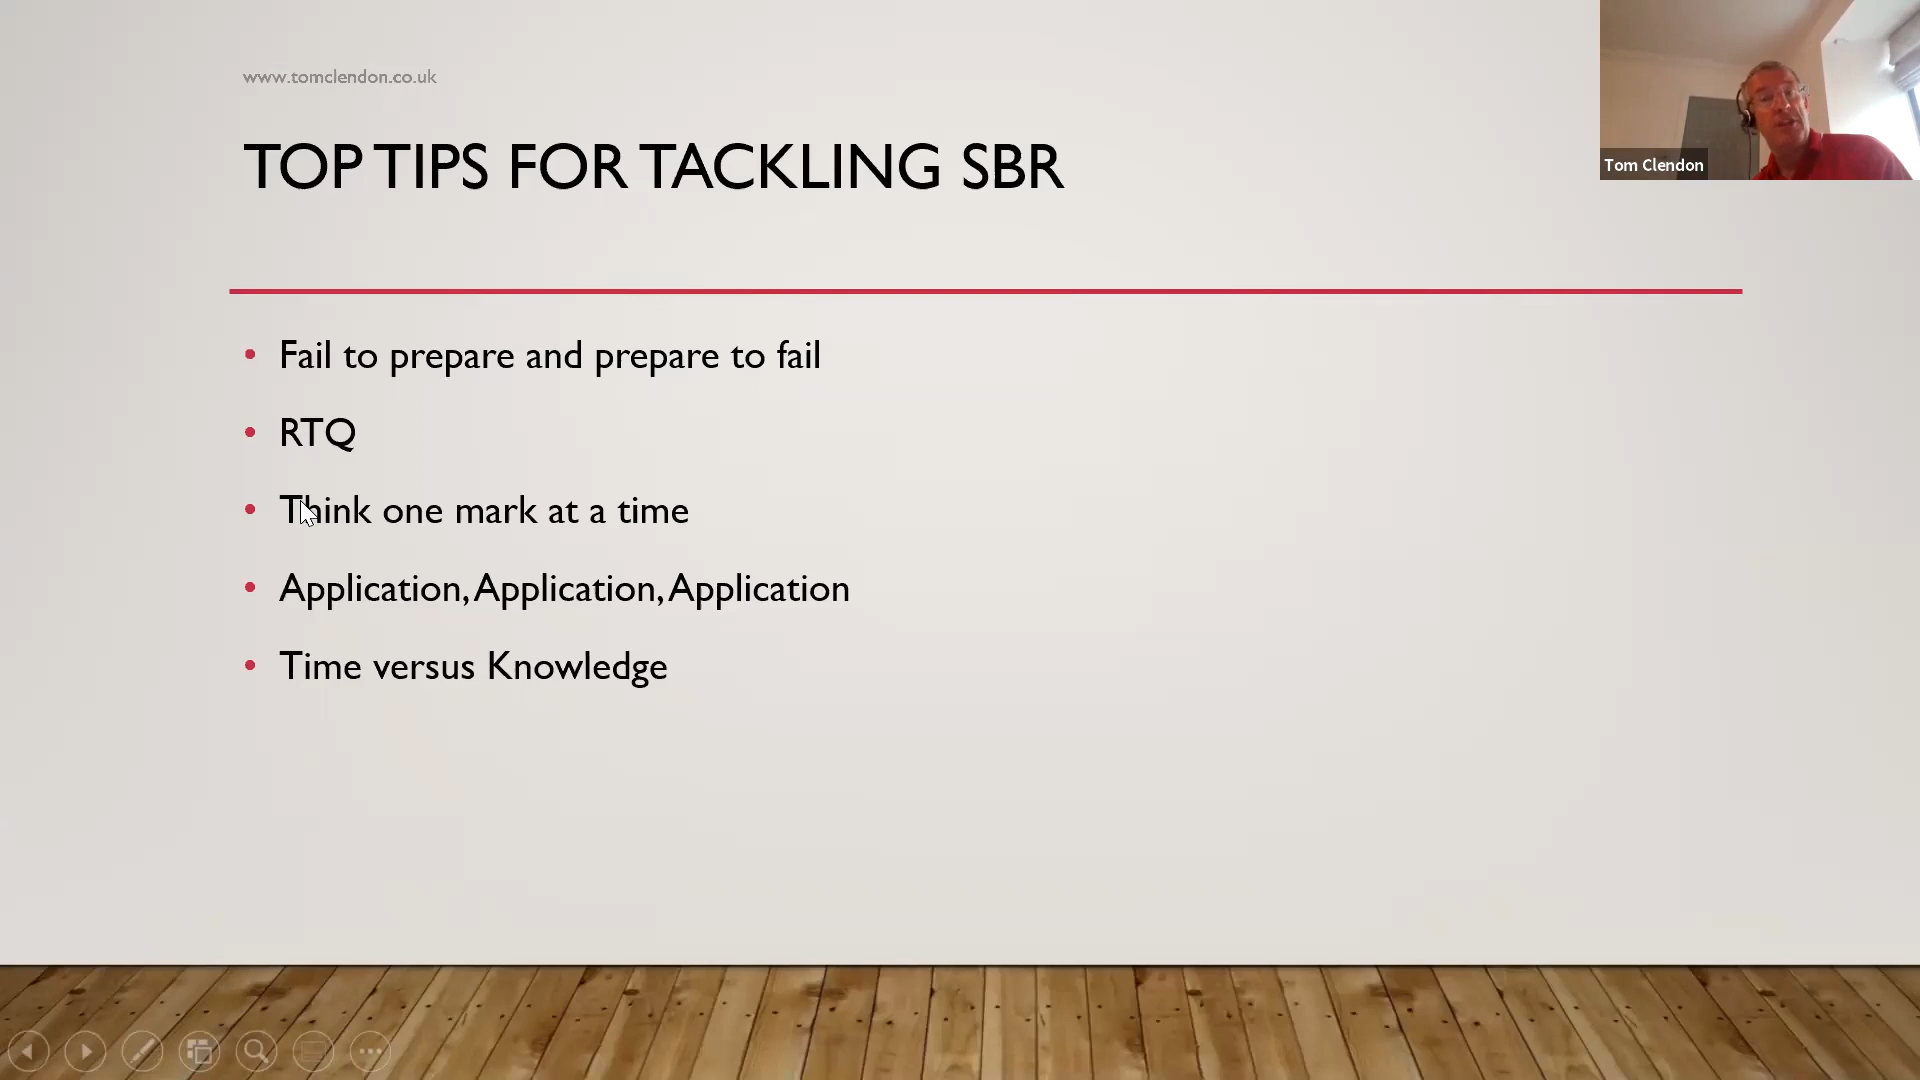 www.tomclendon.co.uk
TOP TIPS FOR TACKLING SBR
Tom Clendon
Fail to prepare and prepare to fail
RTQ
Think one mark at a time
Application, Application, Application
Time versus Knowledge